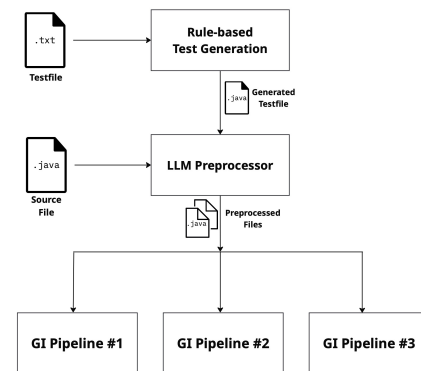 .txt
Testfile
Rule-based
Test Generation
.java
Generated
Testfile
.java
Source
File
LLM Preprocessor
.java
Preprocessed
Files
GI Pipeline #1
GI Pipeline #2
GI Pipeline #3